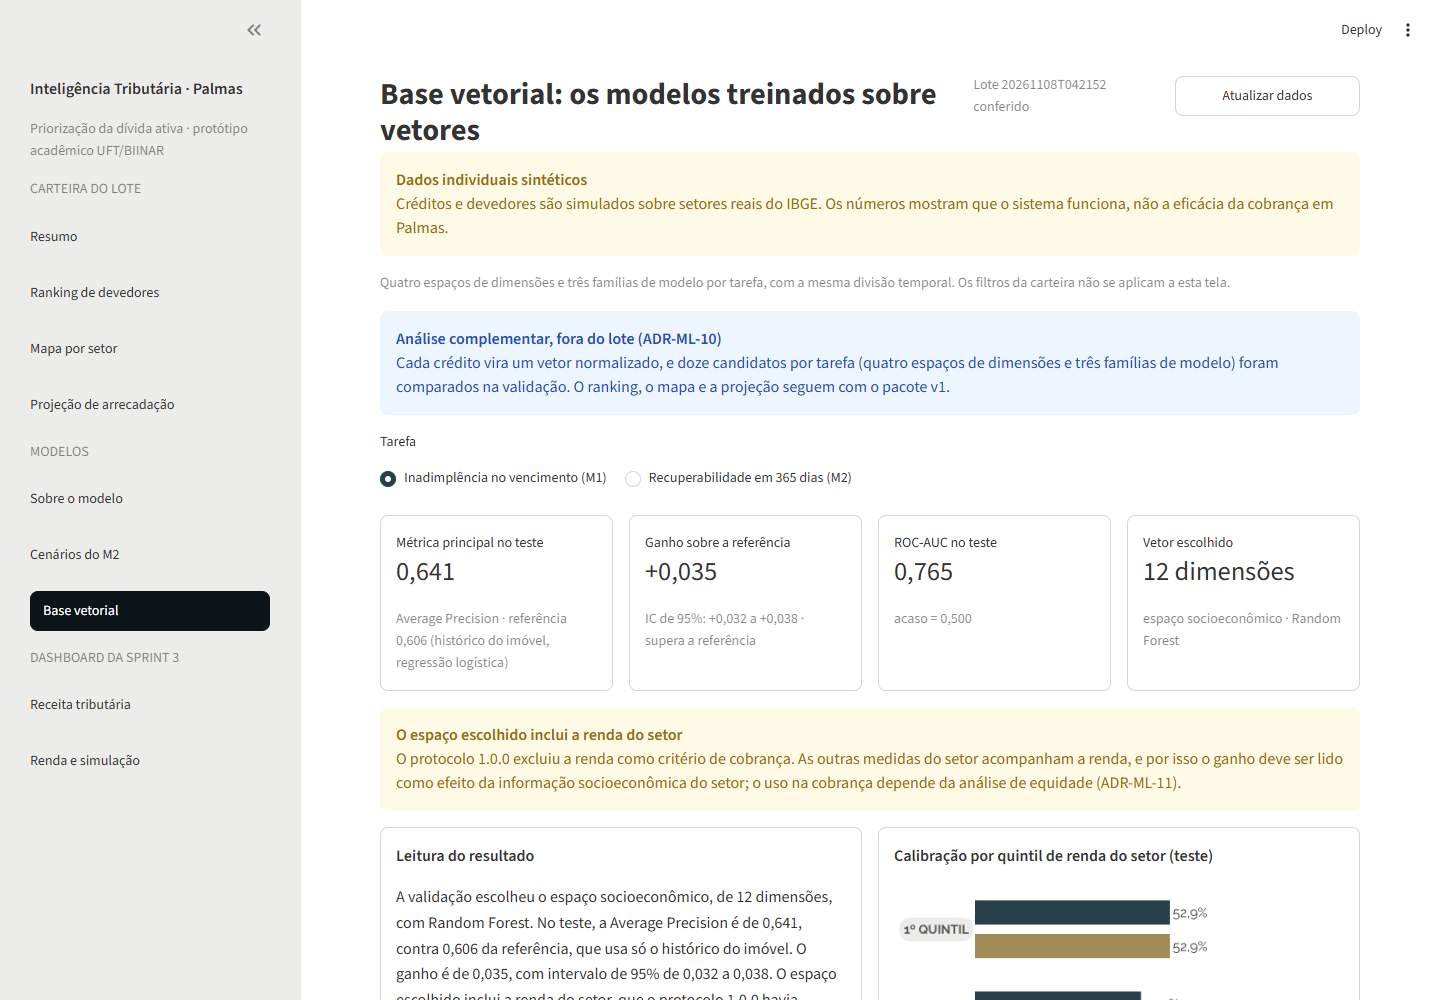 Deploy
Inteligência Tributária · Palmas
Priorização da dívida ativa · protótipo
acadêmico UFT/BIINAR
CARTEIRA DO LOTE
Resumo
Ranking de devedores
Mapa por setor
Projeção de arrecadação
MODELOS
Sobre o modelo
Cenários do M2
Base vetorial
DASHBOARD DA SPRINT 3
Receita tributária
Renda e simulação
Base vetorial: os modelos treinados sobre
vetores
Lote 20261108T042152
conferido
Atualizar dados
Dados individuais sintéticos
Créditos e devedores são simulados sobre setores reais do IBGE. Os números mostram que o sistema funciona, não a eficácia da cobrança em
Palmas.
Quatro espaços de dimensões e três famílias de modelo por tarefa, com a mesma divisão temporal. Os filtros da carteira não se aplicam a esta tela.
Análise complementar, fora do lote (ADR-ML-10)
Cada crédito vira um vetor normalizado, e doze candidatos por tarefa (quatro espaços de dimensões e três famílias de modelo) foram
comparados na validação. O ranking, o mapa e a projeção seguem com o pacote v1.
Tarefa
Inadimplência no vencimento (M1)
Recuperabilidade em 365 dias (M2)
Métrica principal no teste
0,641
Average Precision · referência
0,606 (histórico do imóvel,
regressão logística)
Ganho sobre a referência
+0,035
IC de 95%: +0,032 a +0,038 ·
supera a referência
ROC-AUC no teste
0,765
acaso = 0,500
Vetor escolhido
12 dimensões
espaço socioeconômico · Random
Forest
O espaço escolhido inclui a renda do setor
O protocolo 1.0.0 excluiu a renda como critério de cobrança. As outras medidas do setor acompanham a renda, e por isso o ganho deve ser lido
como efeito da informação socioeconômica do setor; o uso na cobrança depende da análise de equidade (ADR-ML-11).
Leitura do resultado
A validação escolheu o espaço socioeconômico, de 12 dimensões,
com Random Forest. No teste, a Average Precision é de 0,641,
contra 0,606 da referência, que usa só o histórico do imóvel. O
ganho é de 0,035, com intervalo de 95% de 0,032 a 0,038. O espaço
escolhido inclui a renda do setor, que o protocolo 1.0.0 havia
Calibração por quintil de renda do setor (teste)
1º QUINTIL
52,9%
52,9%